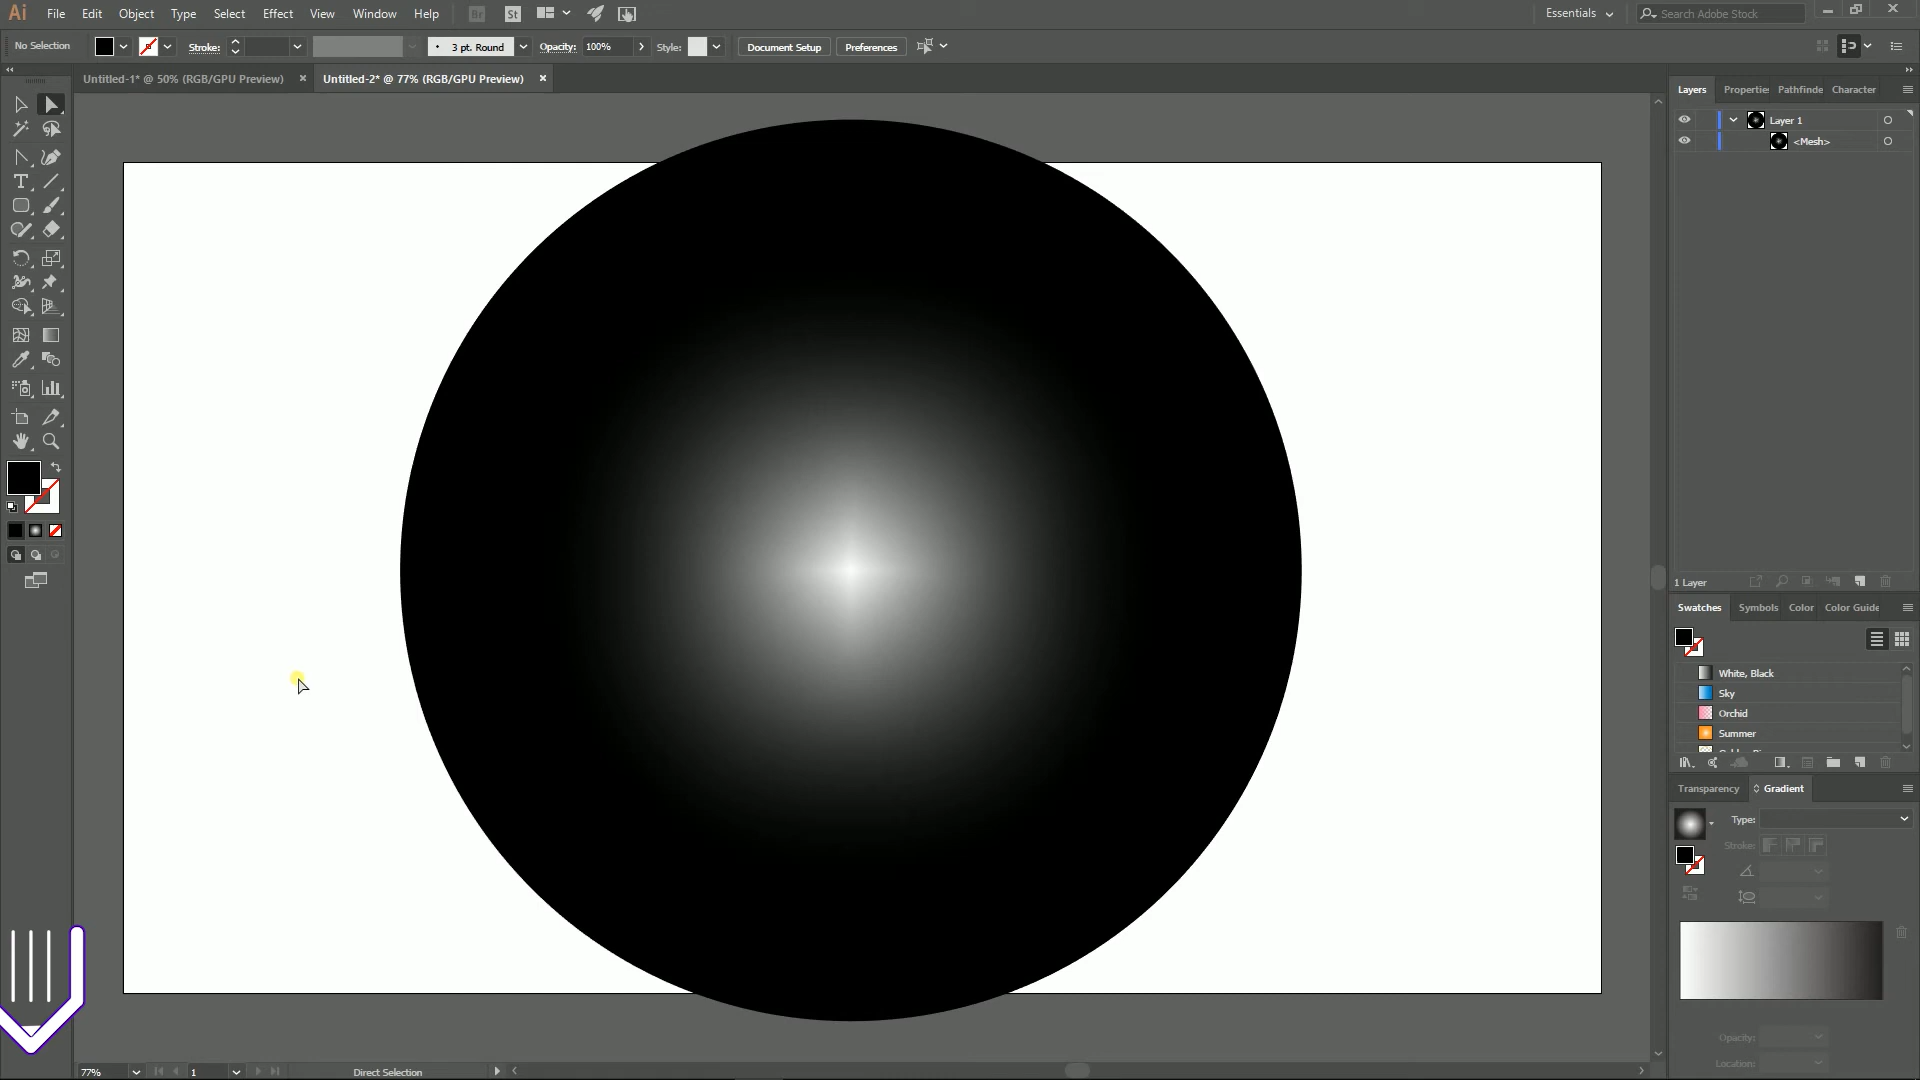 Ai File Edit Object Type Select Effect View Window Help Br St Essentials Search Adobe Stock
No Selection Stroke: 3 pt. Round Opacity: 100% Style: Document Setup Preferences
Untitled-1* @ 50% (RGB/GPU Preview) Untitled-2* @ 77% (RGB/GPU Preview)
Layers Properties Pathfinde Character
Layer 1
<Mesh>
1 Layer
Swatches Symbols Color Color Guide
White, Black
Sky
Orchid
Summer
Transparency Gradient
Type:
Stroke:
Opacity:
Location:
77% 1 Direct Selection